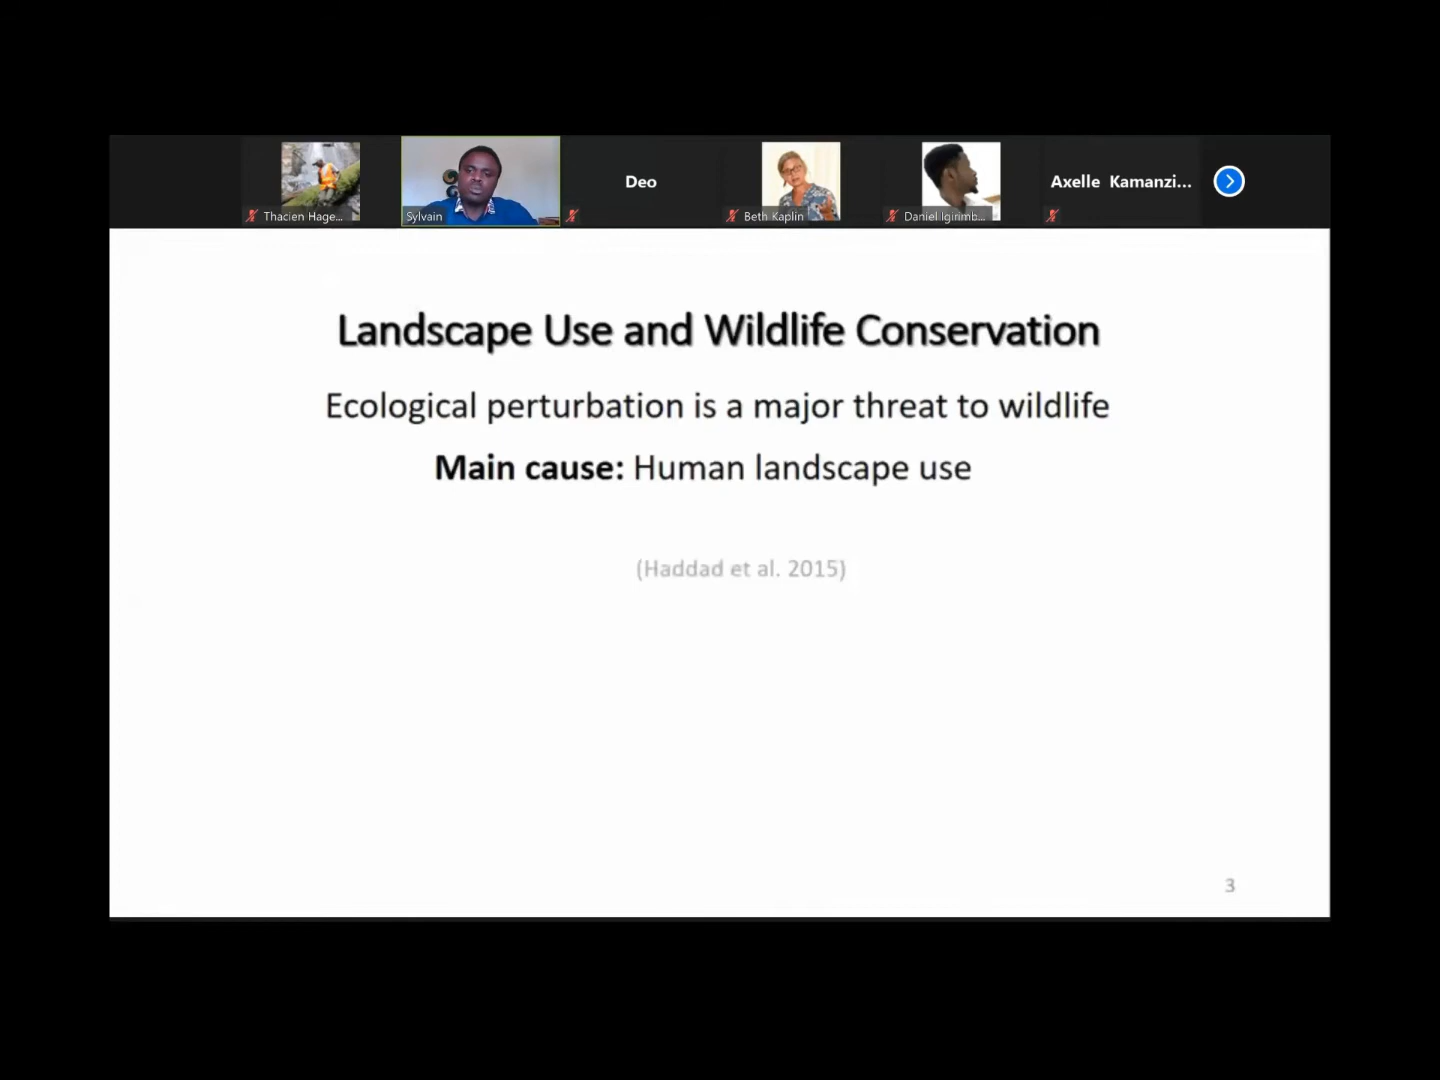 Thacien Hage...
Sylvain
Deo
Beth Kaplin
Daniel Igirimb...
Axelle Kamanzi...
Landscape Use and Wildlife Conservation
Ecological perturbation is a major threat to wildlife
Main cause: Human landscape use
(Haddad et al. 2015)
3